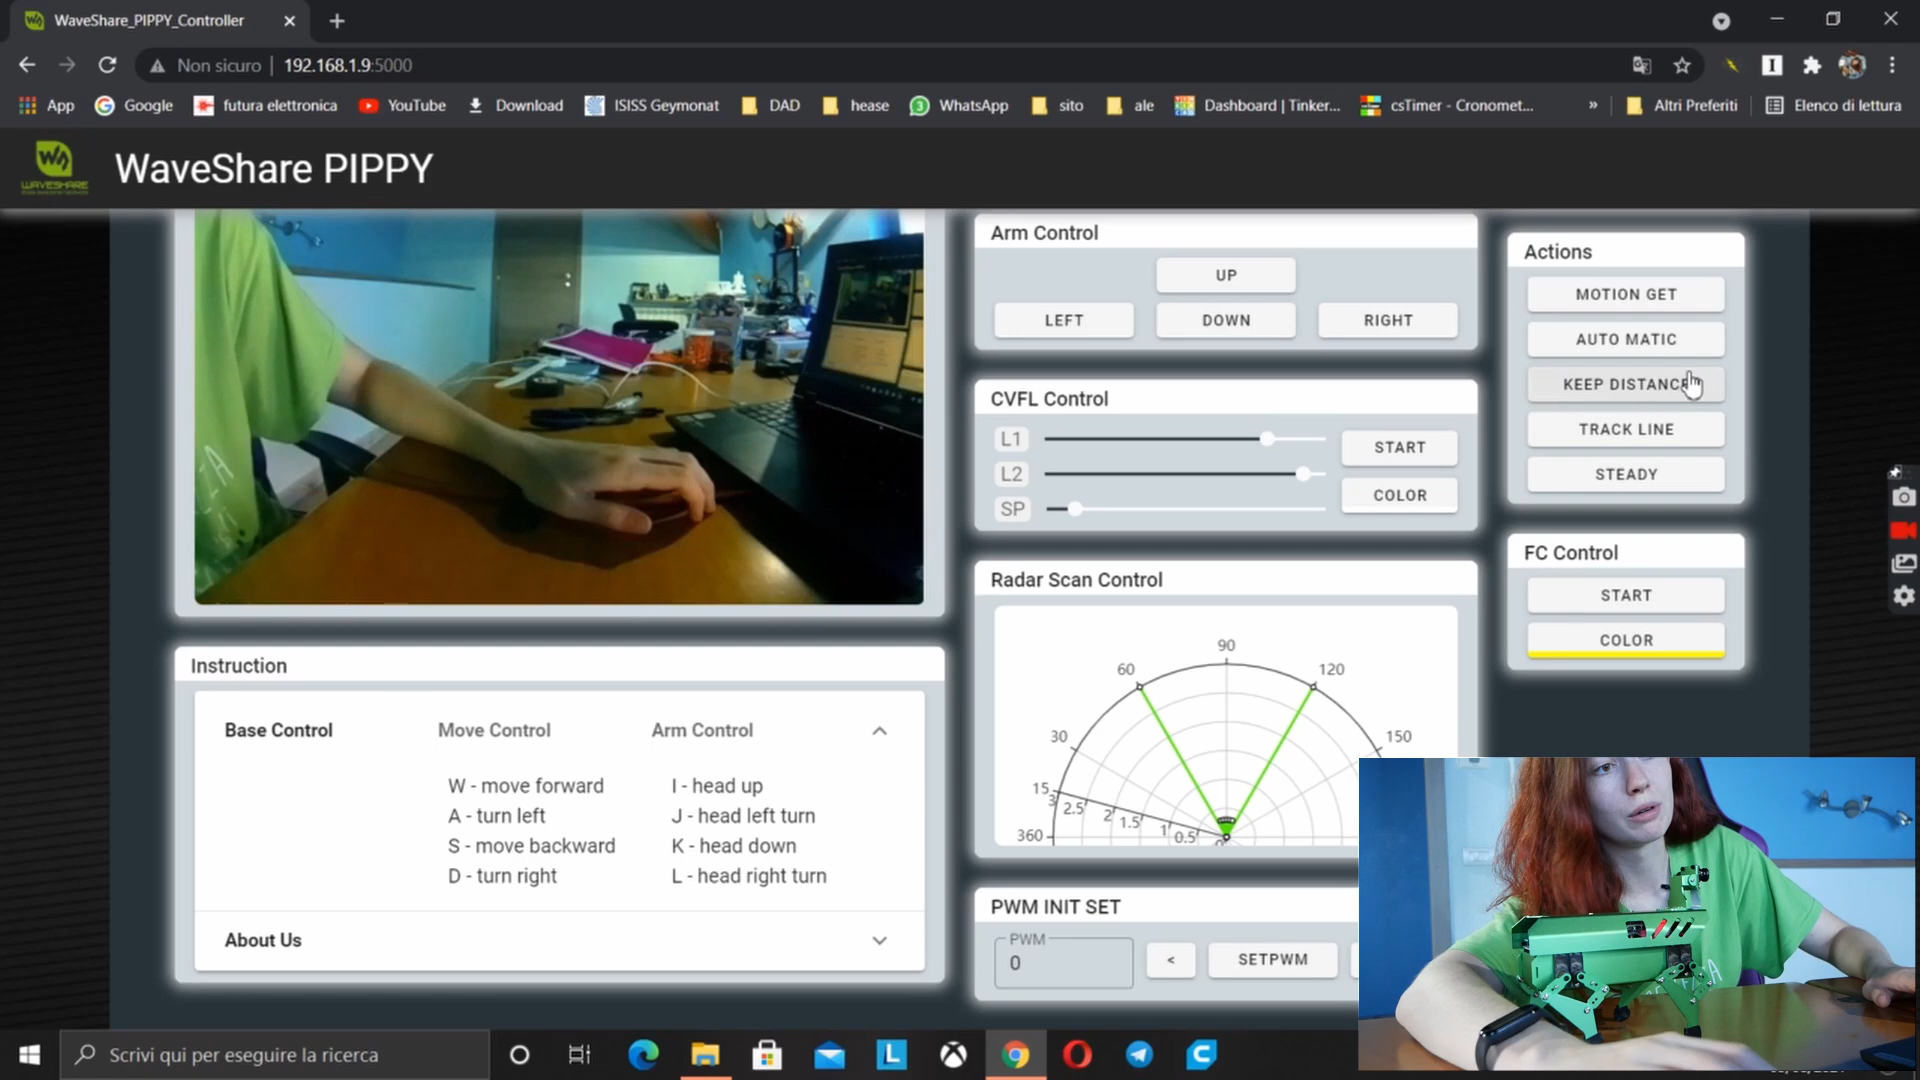 WaveShare_PIPPY_Controller
Non sicuro
192.168.1.9:5000
App
Google
futura elettronica
YouTube
Download
ISISS Geymonat
DAD
hease
3
WhatsApp
sito
ale
Dashboard | Tinker...
csTimer - Cronomet...
»
Altri Preferiti
Elenco di lettura
WAVESHARE
WaveShare PIPPY
Arm Control
UP
LEFT
DOWN
RIGHT
CVFL Control
L1
L2
SP
START
COLOR
Radar Scan Control
90
60
120
30
150
15
3
2.5
2
1.5
1
0.5
360
PWM INIT SET
PWM
0
<
SETPWM
Actions
MOTION GET
AUTO MATIC
KEEP DISTANCE
TRACK LINE
STEADY
FC Control
START
COLOR
Instruction
Base Control
Move Control
Arm Control
W - move forward
I - head up
A - turn left
J - head left turn
S - move backward
K - head down
D - turn right
L - head right turn
About Us
Scrivi qui per eseguire la ricerca